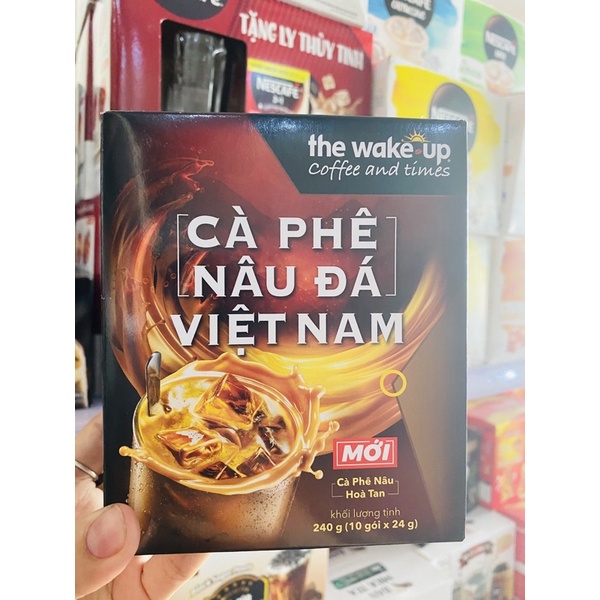 TẶNG LY THỦY TINH
NESCAFÉ
the wake-up
Coffee and times
CÀ PHÊ
NÂU ĐÁ
VIỆT NAM
MỚI
Cà Phê Nâu
Hoà Tan
khối lượng tịnh
240 g (10 gói x 24 g)